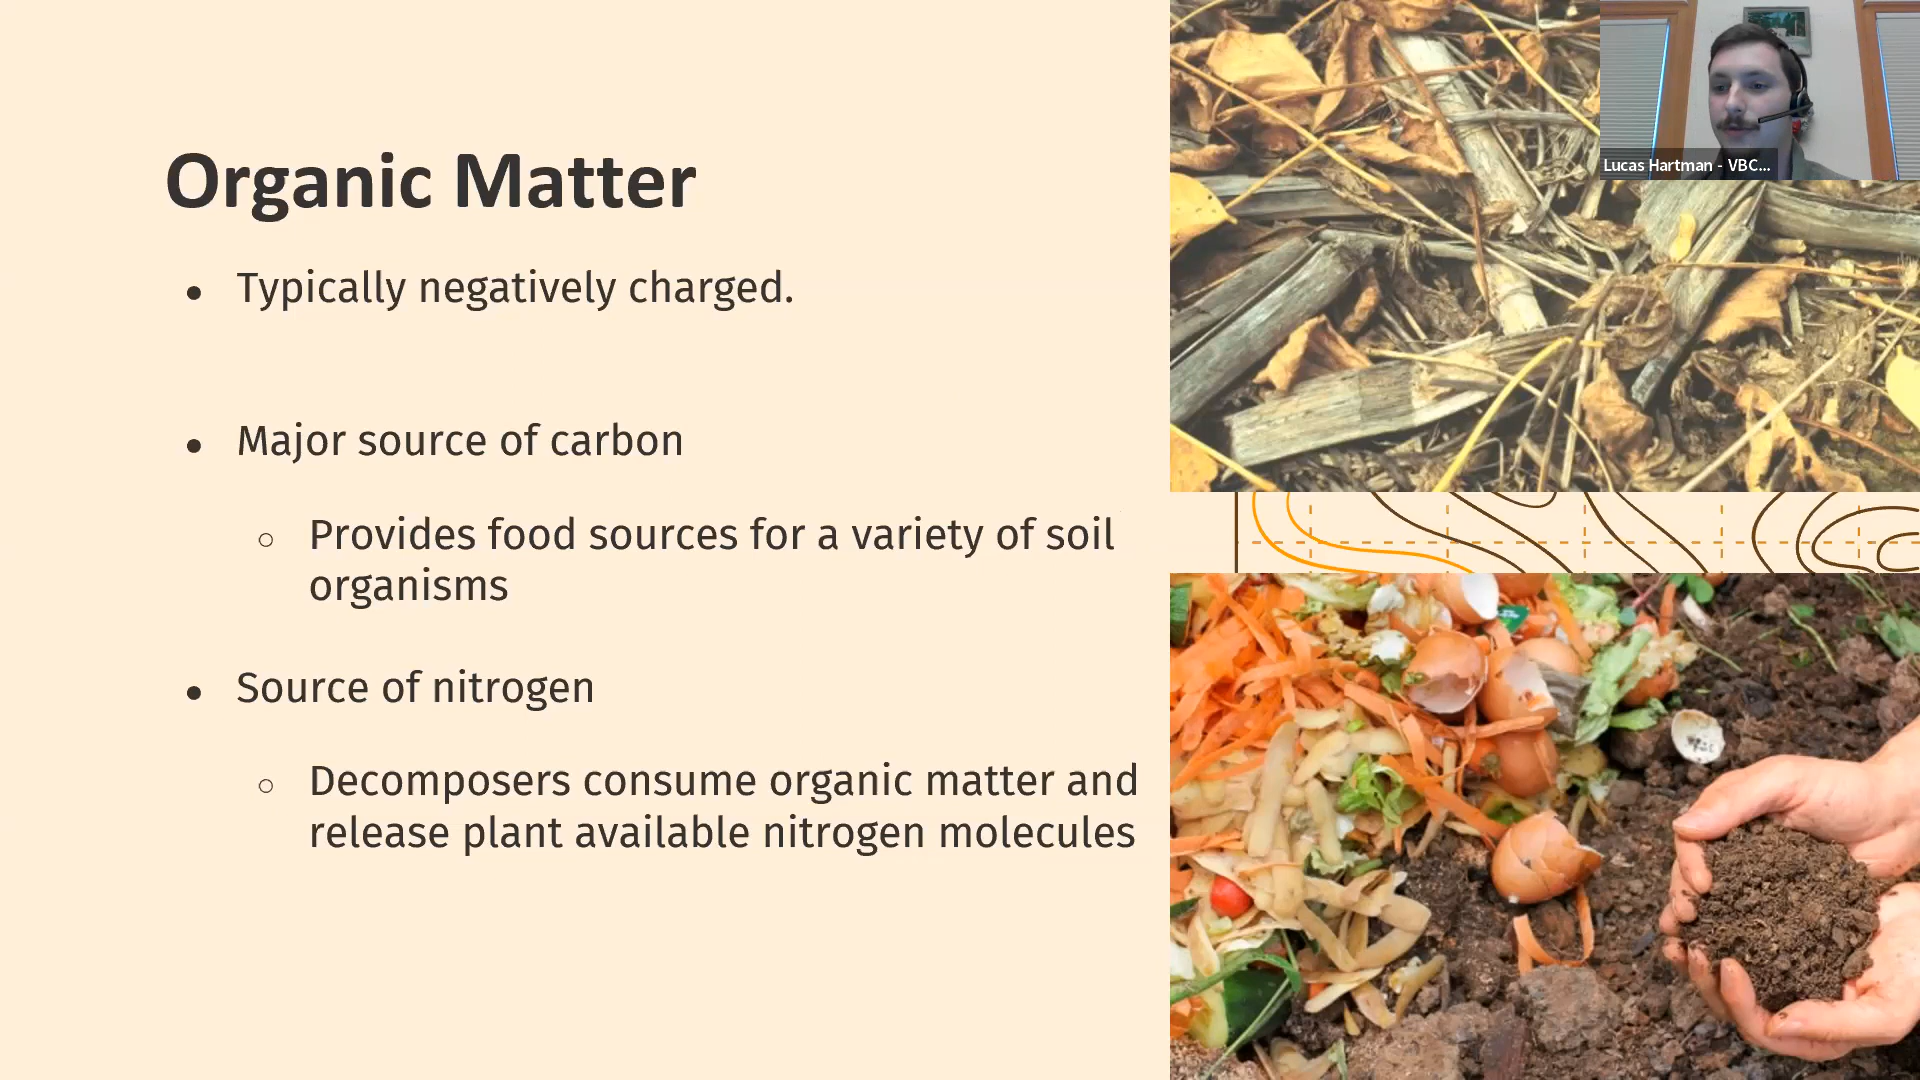 Organic Matter
Typically negatively charged.
Major source of carbon
Provides food sources for a variety of soil
organisms
Source of nitrogen
Decomposers consume organic matter and
release plant available nitrogen molecules
Lucas Hartman - VBC...